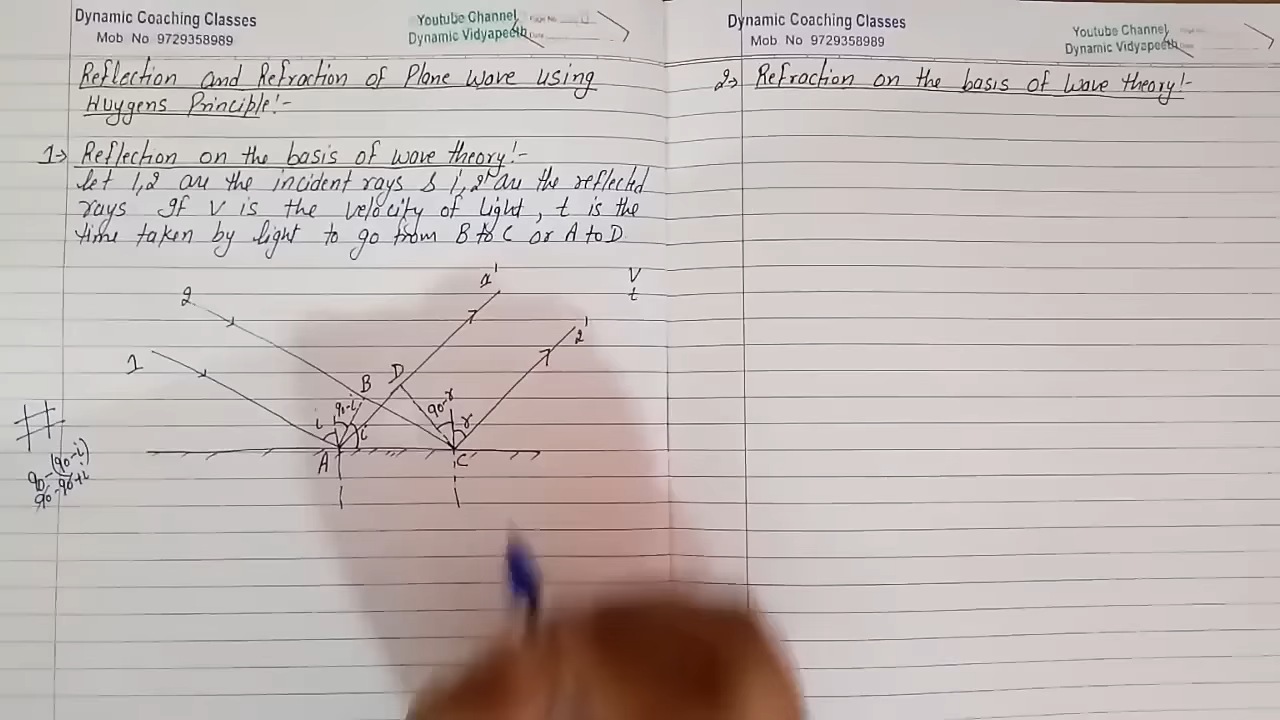 Dynamic Coaching Classes
Mob No 9729358989
Youtube Channel
Dynamic Vidyapeeth
Page No.
Date
Reflection and Refraction of Plane wave using
Huygens Principle!-
1→ Reflection on the basis of wave theory!-
Let 1,2 are the incident rays & 1',2' are the reflected
rays If V is the velocity of light, t is the
time taken by light to go from B to C or A to D
V
t
2
1'
2'
1
B
D
i
90-i
i
90-r
r
A
C
90-(90-i)
90-90+i
Dynamic Coaching Classes
Mob No 9729358989
Youtube Channel
Dynamic Vidyapeeth
2→ Refraction on the basis of wave theory!-